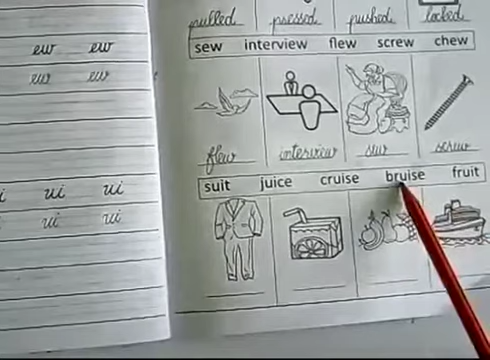 pulled pressed pushed locked
ew ew
sew interview flew screw chew
ew ew
flew interview sew screw
suit juice cruise bruise fruit
ui ui
ui ui